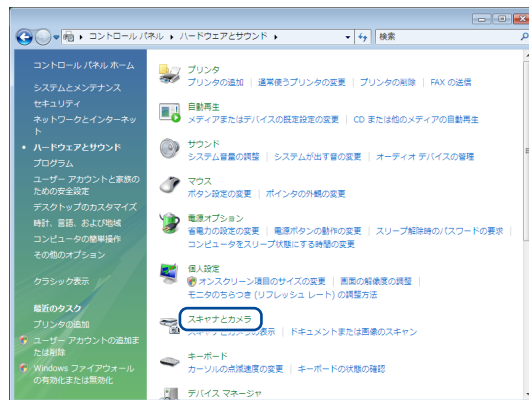 コントロール パネル ▸ ハードウェアとサウンド ▸
検索
コントロール パネル ホーム
システムとメンテナンス
セキュリティ
ネットワークとインターネッ
ト
ハードウェアとサウンド
プログラム
ユーザー アカウントと家族の
ための安全設定
デスクトップのカスタマイズ
時計、言語、および地域
コンピュータの簡単操作
その他のオプション
クラシック表示
最近のタスク
プリンタの追加
ユーザー アカウントの追加ま
たは削除
Windows ファイアウォール
の有効化または無効化
プリンタ
プリンタの追加 | 通常使うプリンタの変更 | プリンタの削除 | FAX の送信
自動再生
メディアまたはデバイスの既定設定の変更 | CD または他のメディアの自動再生
サウンド
システム音量の調整 | システムが出す音の変更 | オーディオ デバイスの管理
マウス
ボタン設定の変更 | ポインタの外観の変更
電源オプション
省電力の設定の変更 | 電源ボタンの動作の変更 | スリープ解除時のパスワードの要求 |
コンピュータをスリープ状態にする時間の変更
個人設定
オンスクリーン項目のサイズの変更 | 画面の解像度の調整 |
モニタのちらつき (リフレッシュ レート) の調整方法
スキャナとカメラ
スキャナとカメラの表示 | ドキュメントまたは画像のスキャン
キーボード
カーソルの点滅速度の変更 | キーボードの状態の確認
デバイス マネージャ